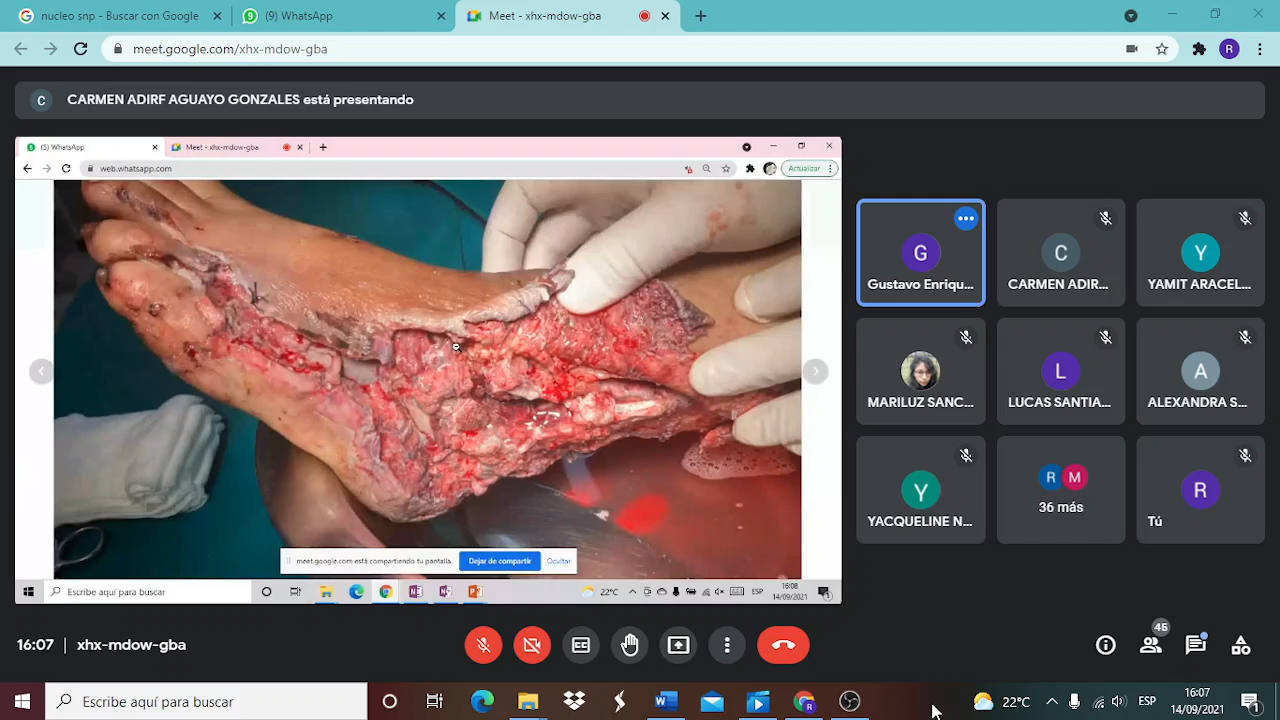 nucleo snp - Buscar con Google
(9) WhatsApp
Meet - xhx-mdow-gba
meet.google.com/xhx-mdow-gba
R
C CARMEN ADIRF AGUAYO GONZALES está presentando
(5) WhatsApp
Meet - xhx-mdow-gba
web.whatsapp.com
Actualizar
G
Gustavo Enriqu...
C
CARMEN ADIR...
Y
YAMIT ARACEL...
MARILUZ SANC...
L
LUCAS SANTIA...
A
ALEXANDRA S...
Y
YACQUELINE N...
R M
36 más
R
Tú
meet.google.com está compartiendo tu pantalla.
Dejar de compartir
Ocultar
Escribe aquí para buscar
22°C
ESP
16:08
14/09/2021
1
16:07 | xhx-mdow-gba
CC
45
Escribe aquí para buscar
22°C
ESP
16:07
14/09/2021
1